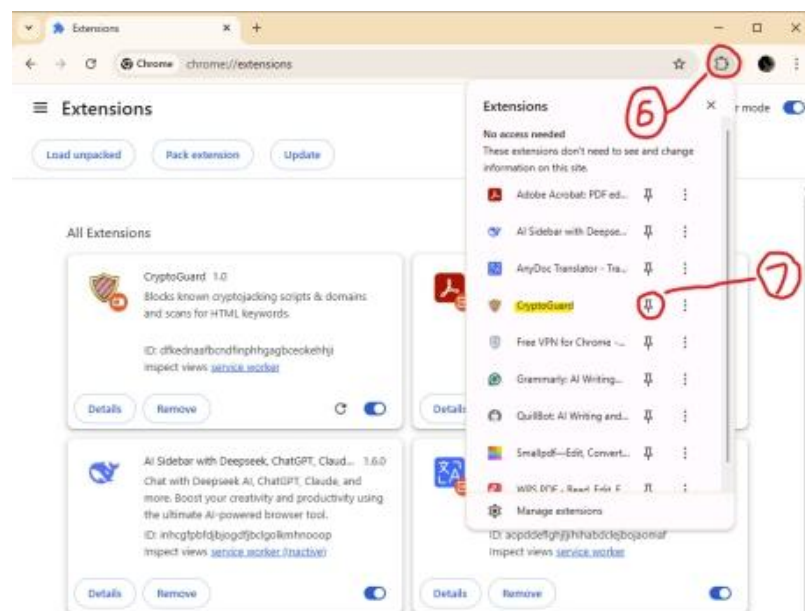 Extensions
Chrome
chrome://extensions
6
Extensions
mode
Load unpacked
Pack extension
Update
Extensions
No access needed
These extensions don't need to see and change
information on this site.
Adobe Acrobat: PDF ed...
AI Sidebar with Deepse...
AnyDoc Translator - Tra...
7
CryptoGuard
Free VPN for Chrome -...
Grammarly: AI Writing...
QuillBot: AI Writing and...
Smallpdf—Edit, Convert...
WPS PDF - Read, Edit, F...
Manage extensions
All Extensions
CryptoGuard 1.0
Blocks known cryptojacking scripts & domains
and scans for HTML keywords.
ID:
Inspect views service worker
Details
Remove
Details
AI Sidebar with Deepseek, ChatGPT, Claud... 1.6.0
Chat with Deepseek AI, ChatGPT, Claude, and
more. Boost your creativity and productivity using
the ultimate AI-powered browser tool.
ID:
Inspect views service worker (Inactive)
Details
Remove
ID:
Inspect views service worker
Details
Remove